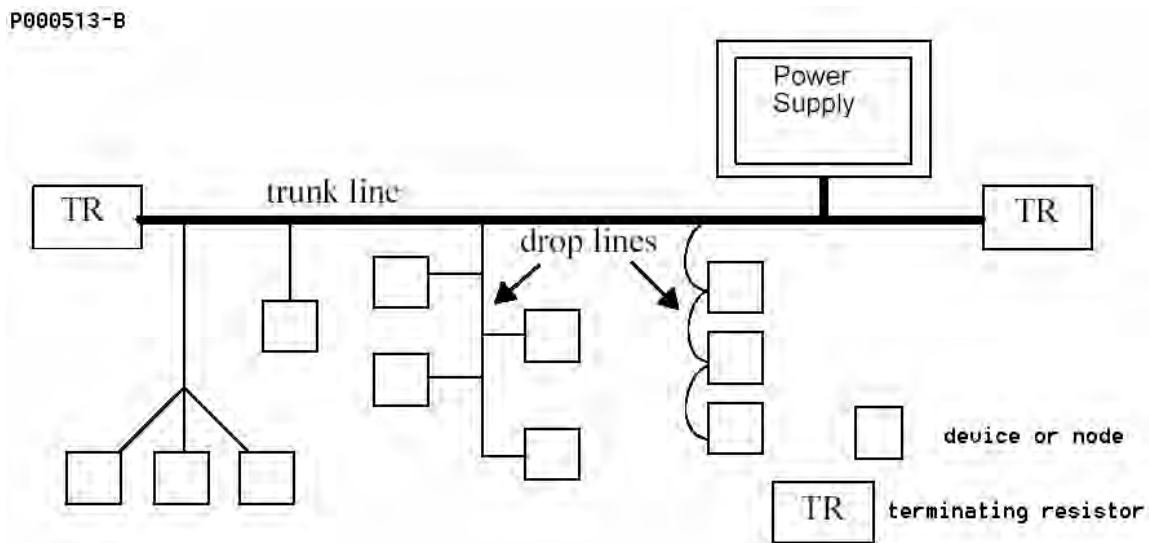 P000513-B
Power
Supply
TR
trunk line
TR
drop lines
device or node
TR
terminating resistor